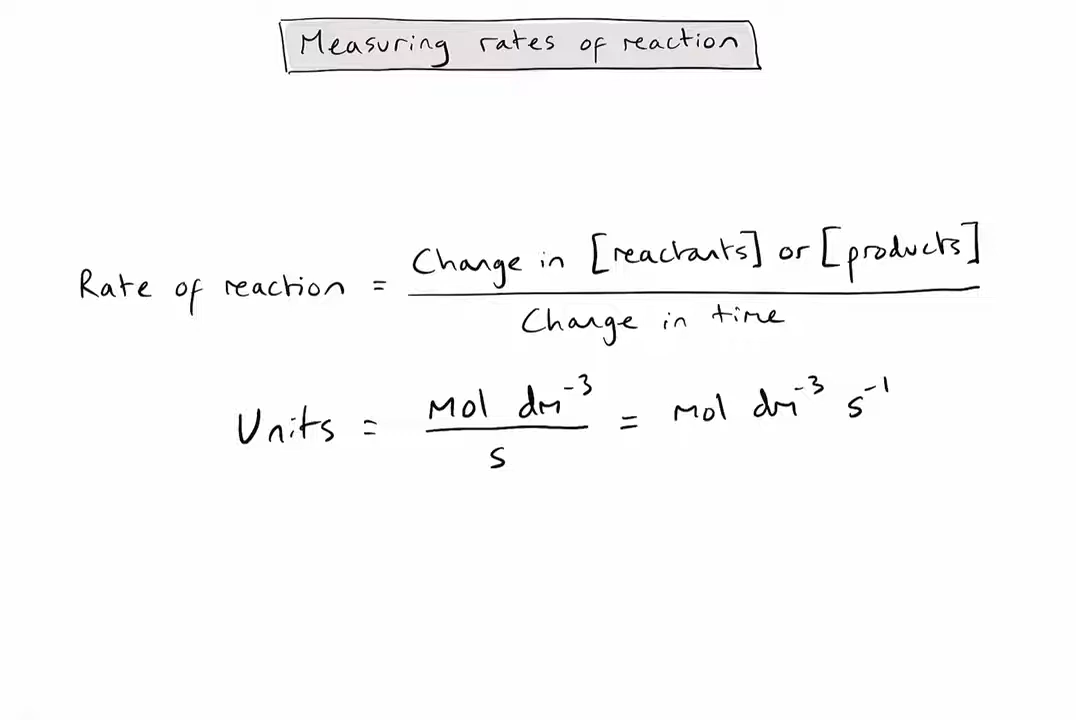 Measuring rates of reaction
Rate of reaction = Change in [reactants] or [products]
Change in time
Units = Mol dm⁻³ = mol dm⁻³ s⁻¹
s